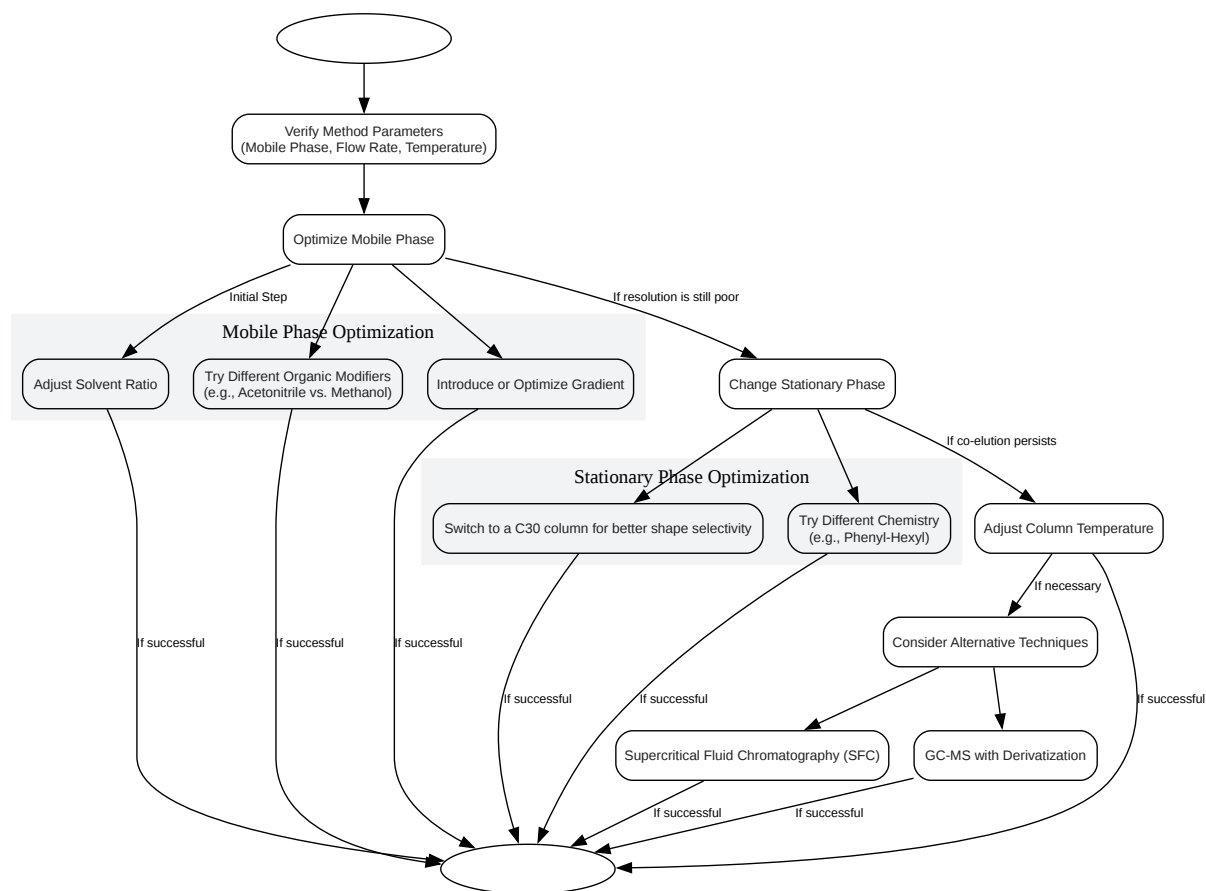 Verify Method Parameters
(Mobile Phase, Flow Rate, Temperature)
Optimize Mobile Phase
Initial Step
If resolution is still poor
Mobile Phase Optimization
Adjust Solvent Ratio
Try Different Organic Modifiers
(e.g., Acetonitrile vs. Methanol)
Introduce or Optimize Gradient
Change Stationary Phase
If co-elution persists
Stationary Phase Optimization
Switch to a C30 column for better shape selectivity
Try Different Chemistry
(e.g., Phenyl-Hexyl)
Adjust Column Temperature
If necessary
Consider Alternative Techniques
If successful
If successful
If successful
If successful
If successful
If successful
Supercritical Fluid Chromatography (SFC)
GC-MS with Derivatization
If successful
If successful